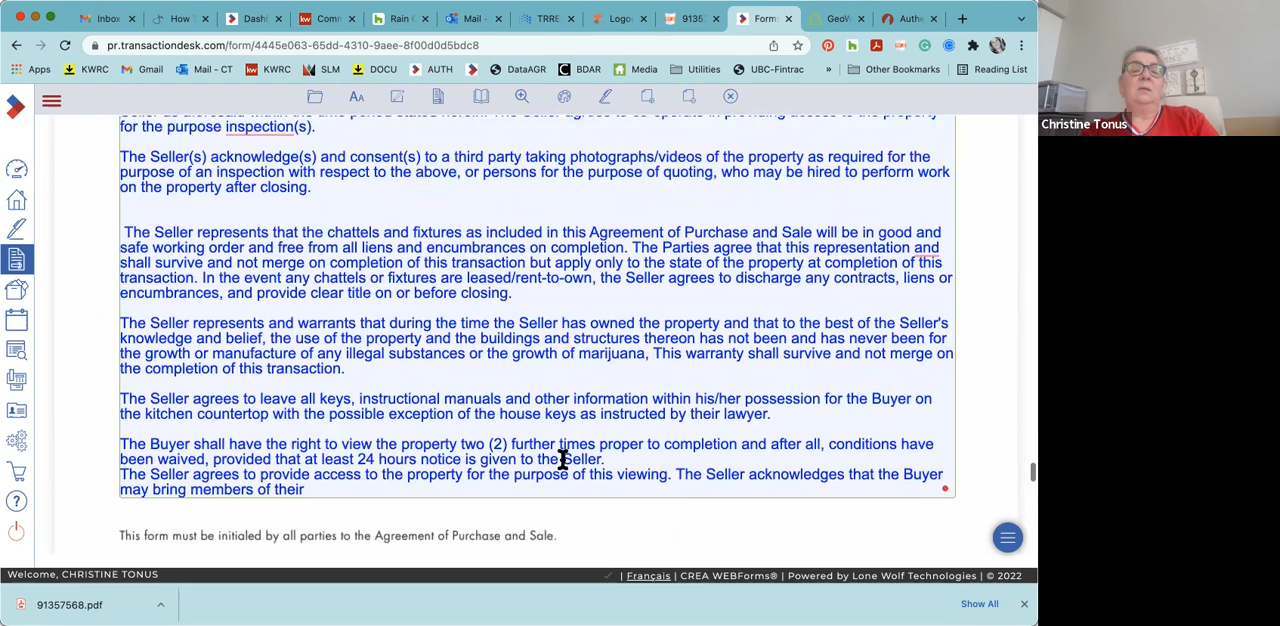 Inbox
How
Dashl
Comn
Rain
Mail -
TRRE
Logo
9135
Form
GeoV
Authe
pr.transactiondesk.com/form/4445e063-65dd-4310-9aee-8f00d0d5bdc8
Apps KWRC Gmail Mail - CT KWRC SLM DOCU AUTH DataAGR BDAR Media Utilities UBC-Fintrac » Other Bookmarks Reading List
Christine Tonus
for the purpose inspection(s).
The Seller(s) acknowledge(s) and consent(s) to a third party taking photographs/videos of the property as required for the
purpose of an inspection with respect to the above, or persons for the purpose of quoting, who may be hired to perform work
on the property after closing.
The Seller represents that the chattels and fixtures as included in this Agreement of Purchase and Sale will be in good and
safe working order and free from all liens and encumbrances on completion. The Parties agree that this representation and
shall survive and not merge on completion of this transaction but apply only to the state of the property at completion of this
transaction. In the event any chattels or fixtures are leased/rent-to-own, the Seller agrees to discharge any contracts, liens or
encumbrances, and provide clear title on or before closing.
The Seller represents and warrants that during the time the Seller has owned the property and that to the best of the Seller's
knowledge and belief, the use of the property and the buildings and structures thereon has not been and has never been for
the growth or manufacture of any illegal substances or the growth of marijuana, This warranty shall survive and not merge on
the completion of this transaction.
The Seller agrees to leave all keys, instructional manuals and other information within his/her possession for the Buyer on
the kitchen countertop with the possible exception of the house keys as instructed by their lawyer.
The Buyer shall have the right to view the property two (2) further times proper to completion and after all, conditions have
been waived, provided that at least 24 hours notice is given to the Seller.
The Seller agrees to provide access to the property for the purpose of this viewing. The Seller acknowledges that the Buyer
may bring members of their
This form must be initialed by all parties to the Agreement of Purchase and Sale.
Welcome, CHRISTINE TONUS
| Français | CREA WEBForms® | Powered by Lone Wolf Technologies | © 2022
91357568.pdf
Show All